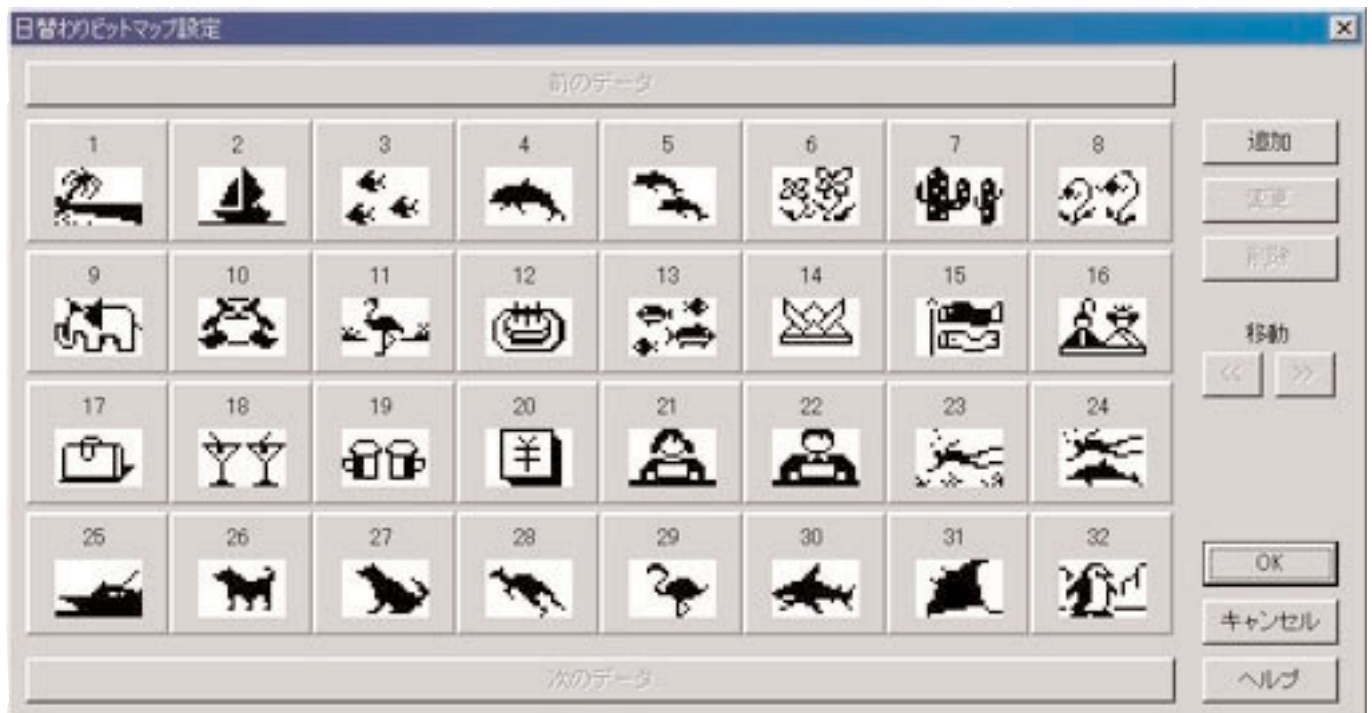 日替わりビットマップ設定
前のデータ
1 2 3 4 5 6 7 8
追加
変更
削除
9 10 11 12 13 14 15 16
移動
<< >>
17 18 19 20 21 22 23 24
¥
25 26 27 28 29 30 31 32
OK
キャンセル
次のデータ
ヘルプ